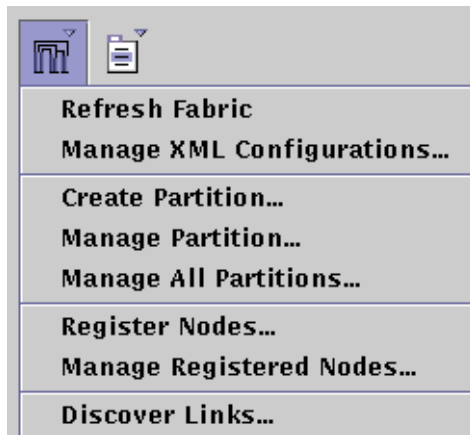 Refresh Fabric
Manage XML Configurations...
Create Partition...
Manage Partition...
Manage All Partitions...
Register Nodes...
Manage Registered Nodes...
Discover Links...